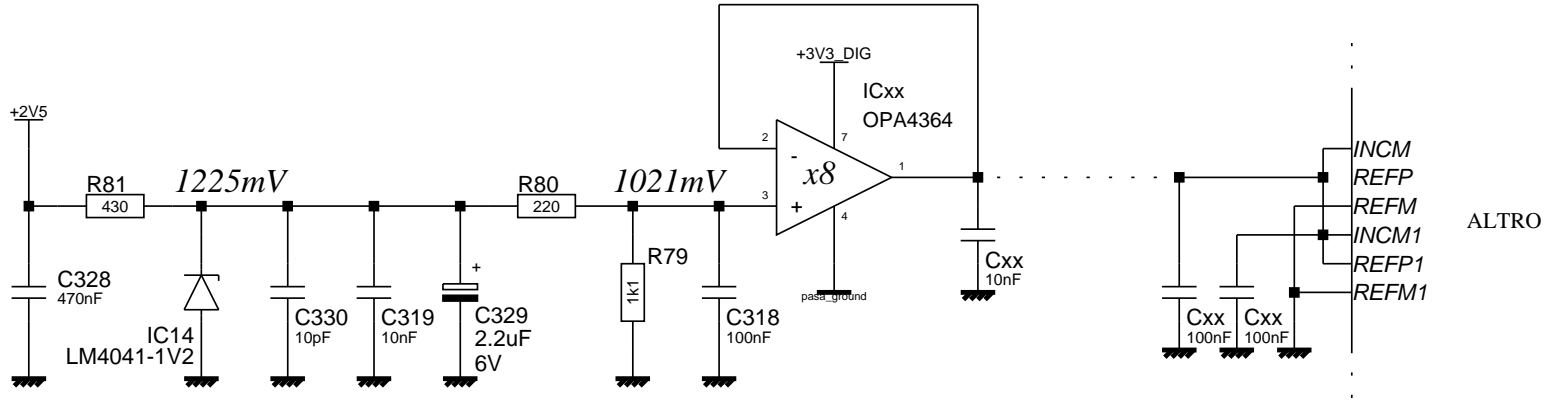 +2V5
R81
430
1225mV
C328
470nF
IC14
LM4041-1V2
C330
10pF
C319
10nF
+
C329
2.2uF
6V
R80
220
1021mV
R79
1k1
C318
100nF
+3V3_DIG
ICxx
OPA4364
2
-
7
x8
1
3
+
4
pasa_ground
Cxx
10nF
Cxx
100nF
Cxx
100nF
INCM
REFP
REFM
INCM1
REFP1
REFM1
ALTRO